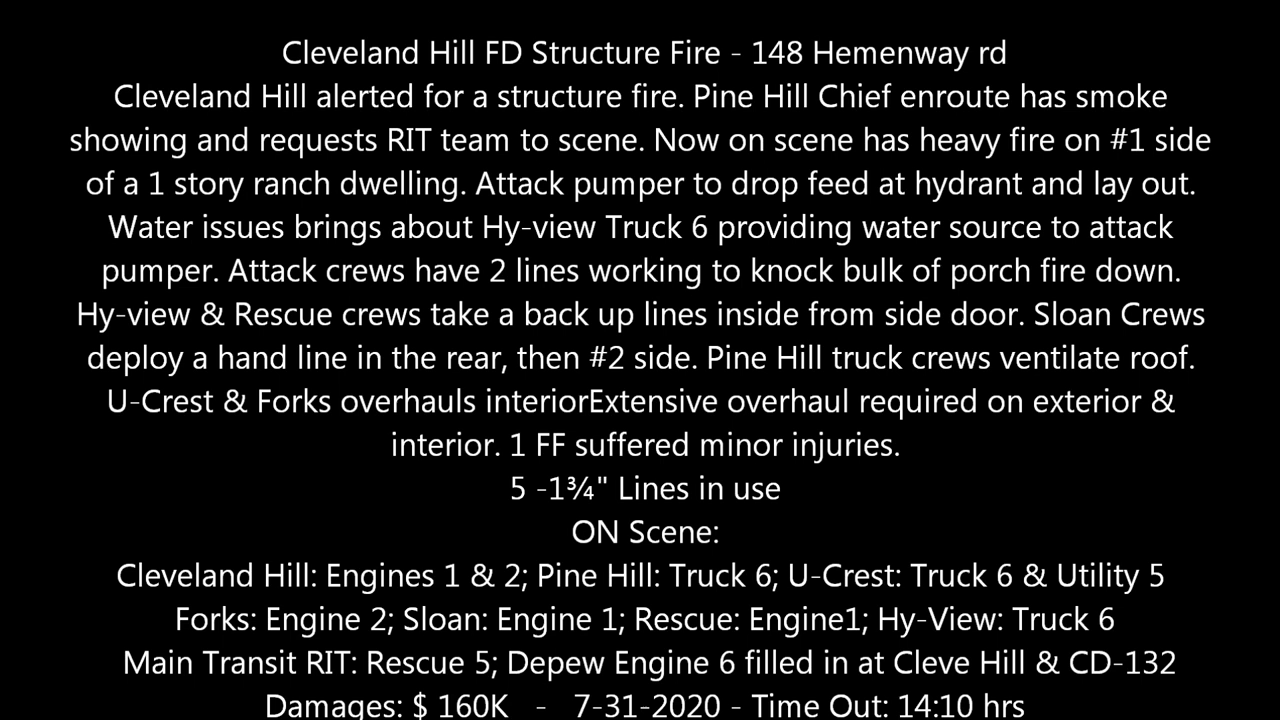 Cleveland Hill FD Structure Fire - 148 Hemenway rd
Cleveland Hill alerted for a structure fire. Pine Hill Chief enroute has smoke
showing and requests RIT team to scene. Now on scene has heavy fire on #1 side
of a 1 story ranch dwelling. Attack pumper to drop feed at hydrant and lay out.
Water issues brings about Hy-view Truck 6 providing water source to attack
pumper. Attack crews have 2 lines working to knock bulk of porch fire down.
Hy-view & Rescue crews take a back up lines inside from side door. Sloan Crews
deploy a hand line in the rear, then #2 side. Pine Hill truck crews ventilate roof.
U-Crest & Forks overhauls interiorExtensive overhaul required on exterior &
interior. 1 FF suffered minor injuries.
5 -1¾" Lines in use
ON Scene:
Cleveland Hill: Engines 1 & 2; Pine Hill: Truck 6; U-Crest: Truck 6 & Utility 5
Forks: Engine 2; Sloan: Engine 1; Rescue: Engine1; Hy-View: Truck 6
Main Transit RIT: Rescue 5; Depew Engine 6 filled in at Cleve Hill & CD-132
Damages: $ 160K - 7-31-2020 - Time Out: 14:10 hrs